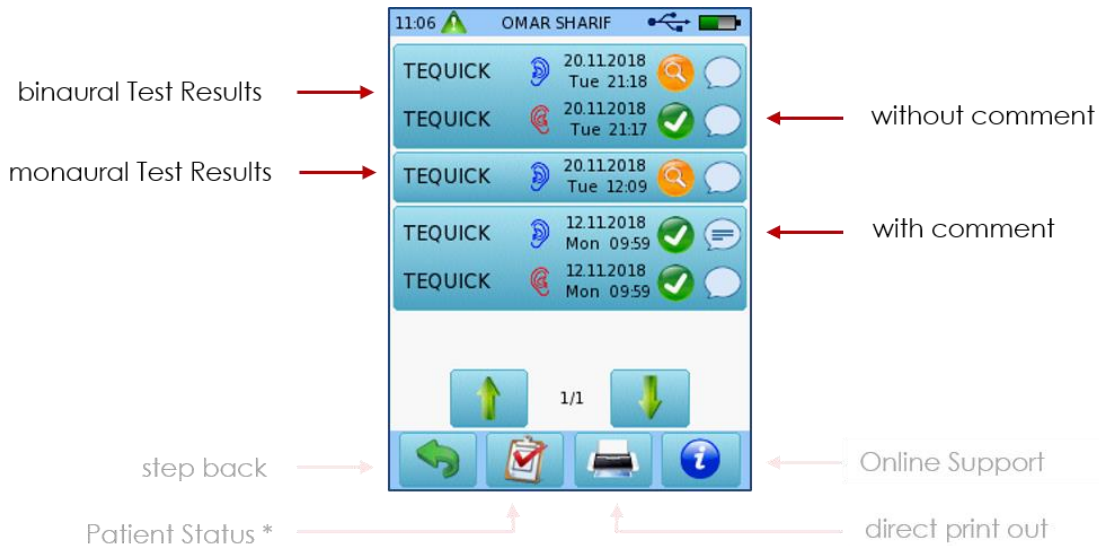 11:06 OMAR SHARIF
binaural Test Results
TEQUICK 20.11.2018
Tue 21:18
TEQUICK 20.11.2018
Tue 21:17
without comment
monaural Test Results
TEQUICK 20.11.2018
Tue 12:09
TEQUICK 12.11.2018
Mon 09:59
with comment
TEQUICK 12.11.2018
Mon 09:59
1/1
step back
Online Support
Patient Status *
direct print out